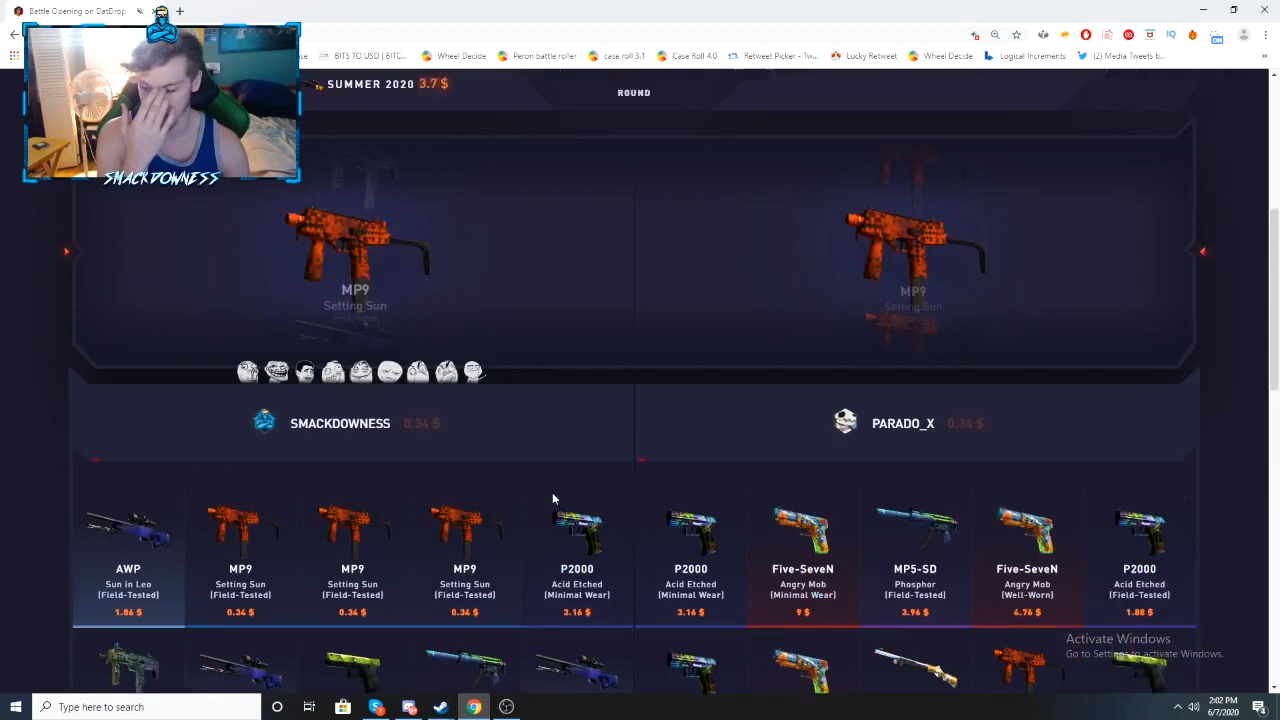 Battle Opening on DatDrop
BITS TO USD | BITC...
Wheel Decide
Peron battle roller
case roll 3.1
Case Roll 4.0
Retweet Picker - Tw...
Lucky Retweet
Wheel Decide
Logical Increments
(2) Media Tweets b...
»
SUMMER 2020 3.7 $
ROUND
SMACKDOWNESS
MP9
Setting Sun
MP9
Setting Sun
SMACKDOWNESS 0.34 $
PARADO_X 0.34 $
AWP
Sun in Leo
(Field-Tested)
1.86 $
MP9
Setting Sun
(Field-Tested)
0.34 $
MP9
Setting Sun
(Field-Tested)
0.34 $
MP9
Setting Sun
(Field-Tested)
0.34 $
P2000
Acid Etched
(Minimal Wear)
3.16 $
P2000
Acid Etched
(Minimal Wear)
3.16 $
Five-SeveN
Angry Mob
(Minimal Wear)
9 $
MP5-SD
Phosphor
(Field-Tested)
3.96 $
Five-SeveN
Angry Mob
(Well-Worn)
4.76 $
P2000
Acid Etched
(Field-Tested)
1.88 $
Activate Windows
Go to Settings to activate Windows.
Type here to search
2:02 PM
6/7/2020